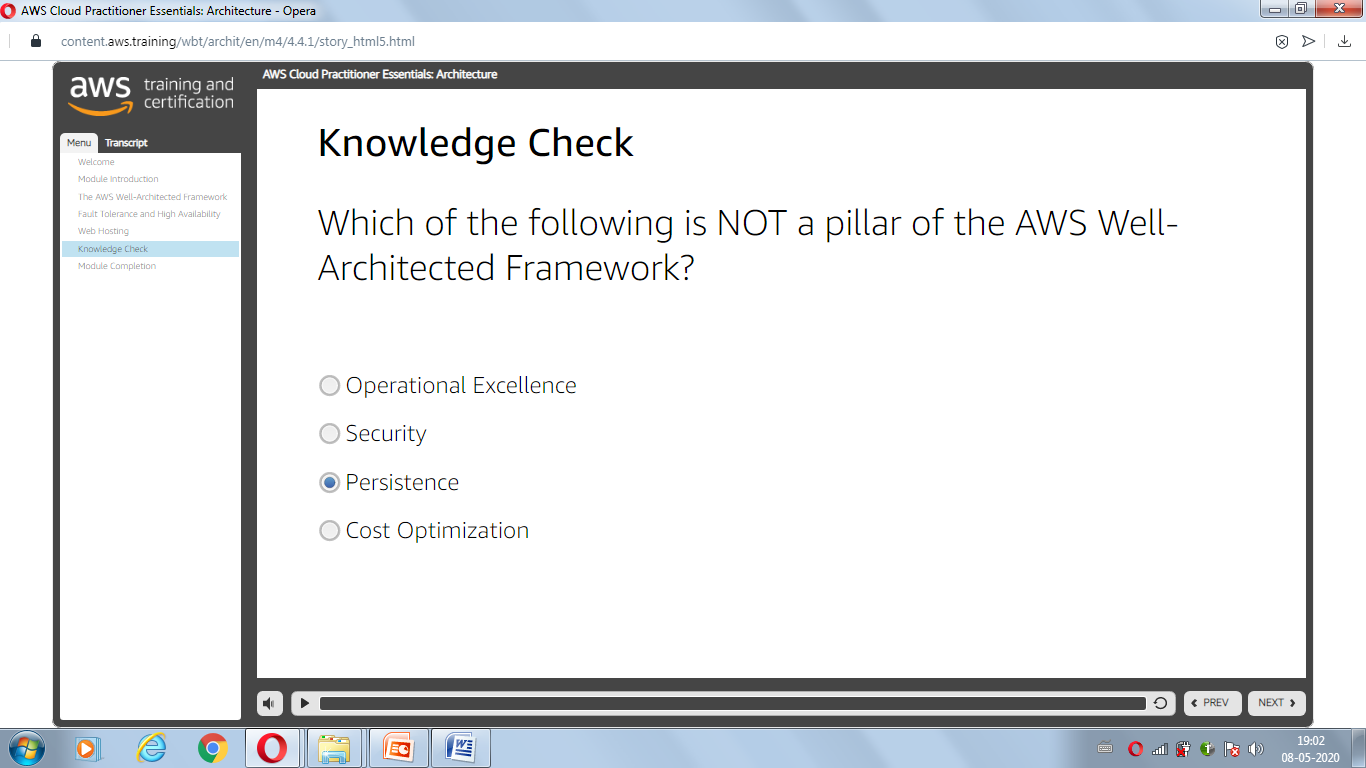 AWS Cloud Practitioner Essentials: Architecture - Opera
content.aws.training/wbt/archit/en/m4/4.4.1/story_html5.html
aws training and certification
AWS Cloud Practitioner Essentials: Architecture
Menu Transcript
Welcome
Module Introduction
The AWS Well-Architected Framework
Fault Tolerance and High Availability
Web Hosting
Knowledge Check
Module Completion
Knowledge Check
Which of the following is NOT a pillar of the AWS Well-
Architected Framework?
Operational Excellence
Security
Persistence
Cost Optimization
PREV NEXT
19:02
08-05-2020